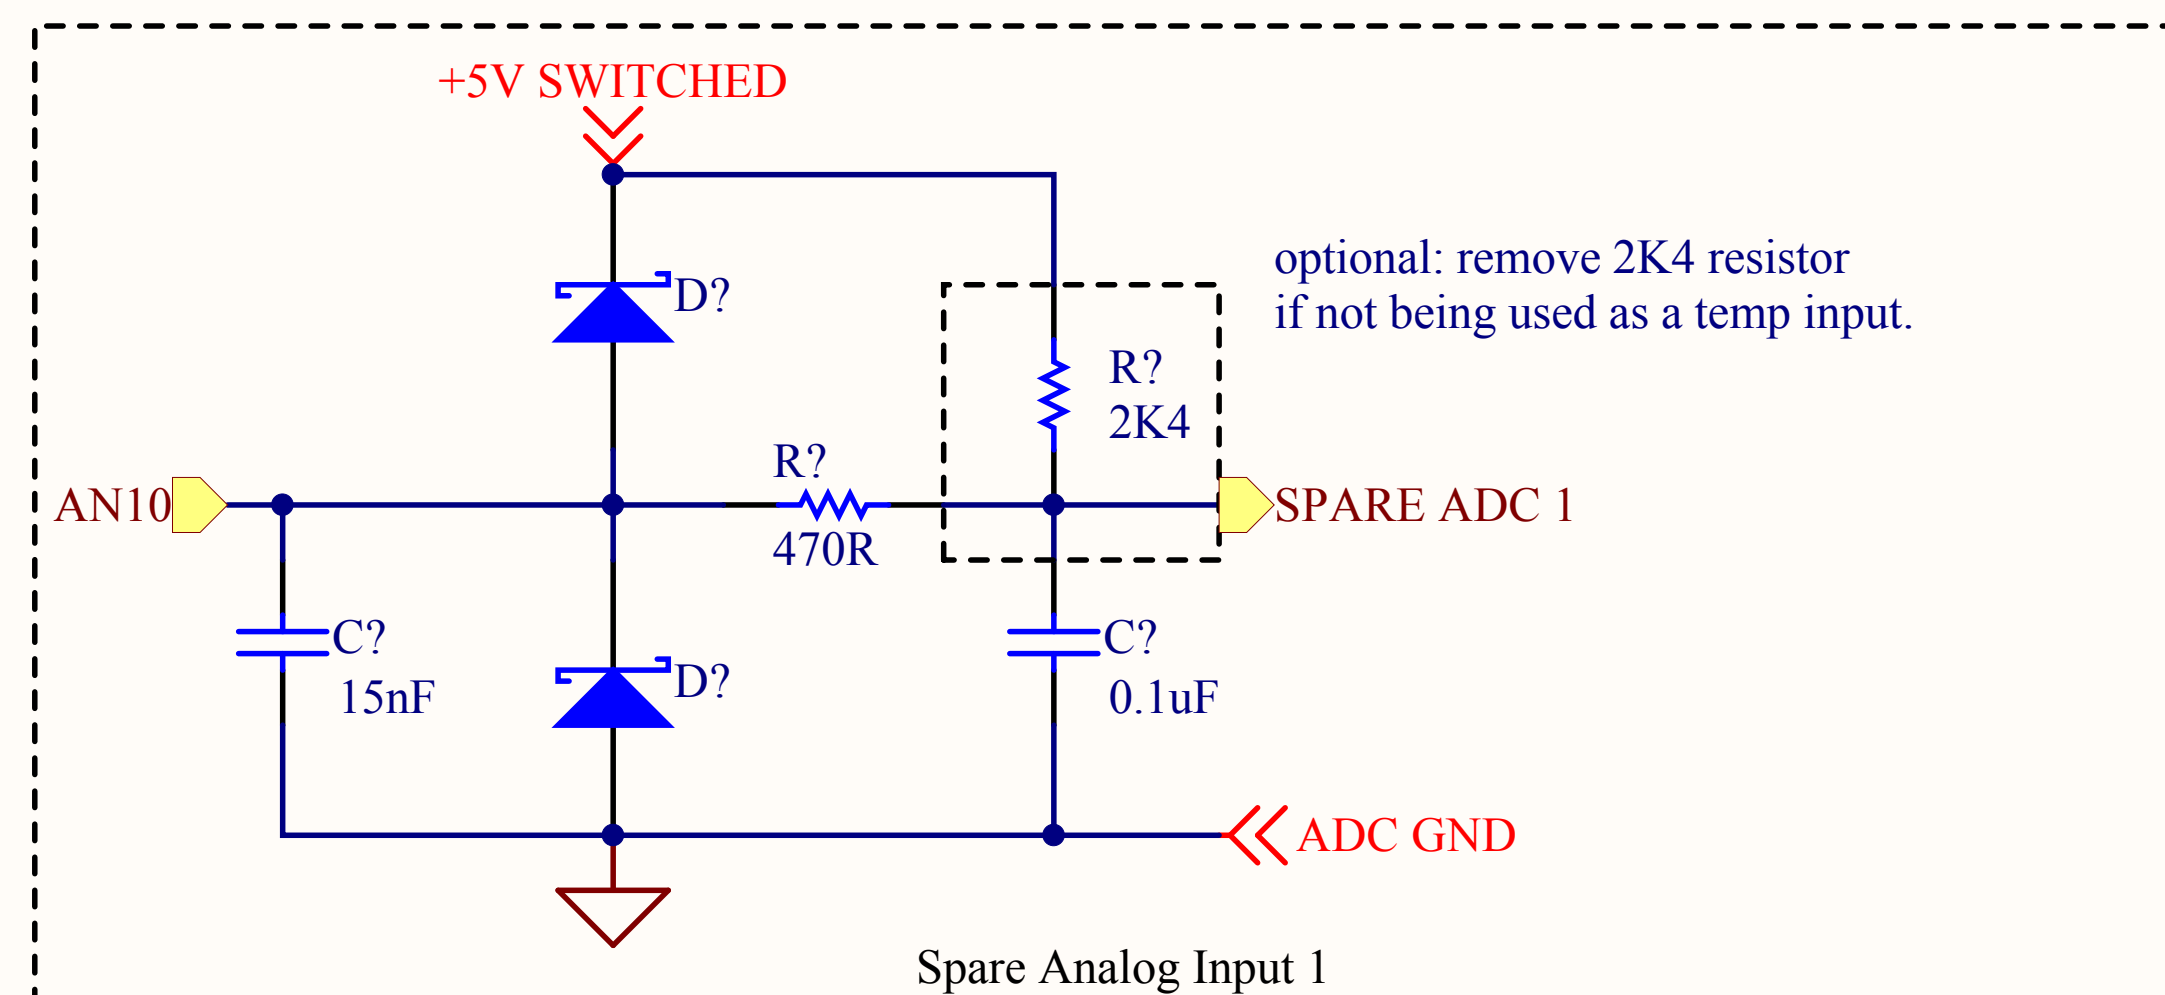 +5V SWITCHED
optional: remove 2K4 resistor
if not being used as a temp input.
D?
R?
2K4
R?
AN10
SPARE ADC 1
470R
C?
15nF
D?
C?
0.1uF
ADC GND
Spare Analog Input 1